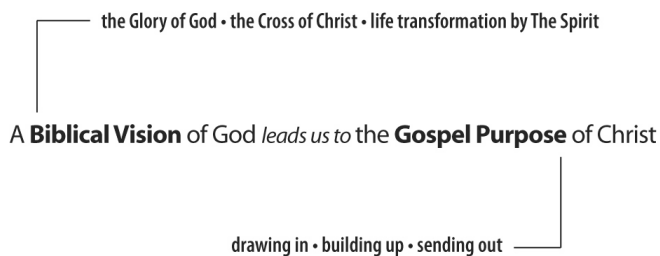 the Glory of God • the Cross of Christ • life transformation by The Spirit
A Biblical Vision of God leads us to the Gospel Purpose of Christ
drawing in • building up • sending out